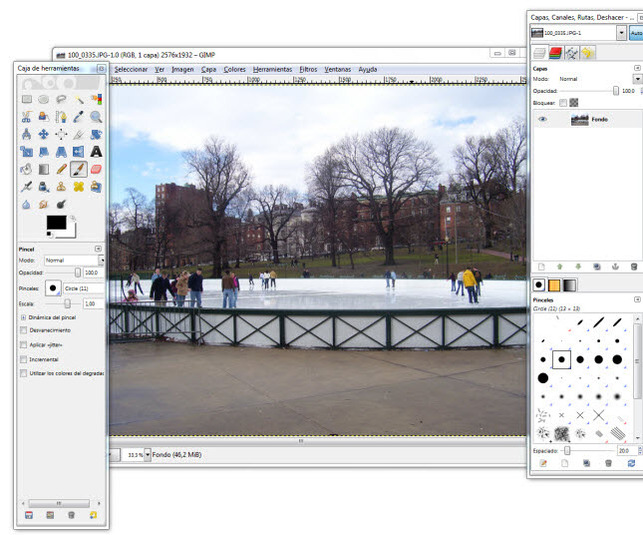 Capas, Canales, Rutas, Deshacer - ...
100_0335.JPG-1
Auto
Capas
Modo: Normal
Opacidad: 100.0
Bloquear:
Fondo
Pinceles
Circle (11) (13 × 13)
Espaciado: 20.0
100_0335.JPG-1.0 (RGB, 1 capa) 2576x1932 – GIMP
Seleccionar Ver Imagen Capa Colores Herramientas Filtros Ventanas Ayuda
33.3 % Fondo (46,2 MiB)
Caja de herramientas
Pincel
Modo: Normal
Opacidad: 100.0
Pinceles: Circle (11)
Escala: 1.00
Dinámica del pincel
Desvanecimiento
Aplicar «jitter»
Incremental
Utilizar los colores del degradad